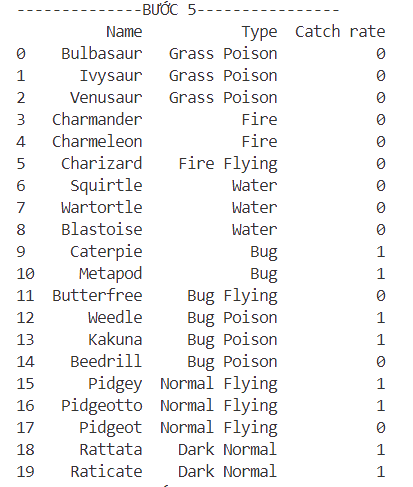 --------------BƯỚC 5----------------
Name Type Catch rate
0 Bulbasaur Grass Poison 0
1 Ivysaur Grass Poison 0
2 Venusaur Grass Poison 0
3 Charmander Fire 0
4 Charmeleon Fire 0
5 Charizard Fire Flying 0
6 Squirtle Water 0
7 Wartortle Water 0
8 Blastoise Water 0
9 Caterpie Bug 1
10 Metapod Bug 1
11 Butterfree Bug Flying 0
12 Weedle Bug Poison 1
13 Kakuna Bug Poison 1
14 Beedrill Bug Poison 0
15 Pidgey Normal Flying 1
16 Pidgeotto Normal Flying 1
17 Pidgeot Normal Flying 0
18 Rattata Dark Normal 1
19 Raticate Dark Normal 1